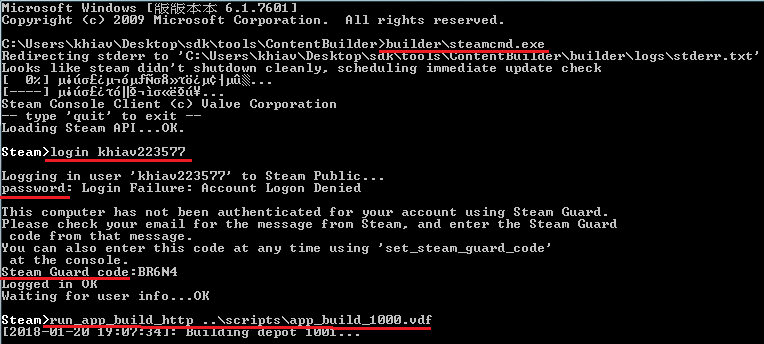 Microsoft Windows [版版本本 6.1.7601]
Copyright (c) 2009 Microsoft Corporation.  All rights reserved.
C:\Users\khiav\Desktop\sdk\tools\ContentBuilder>builder\steamcmd.exe
Redirecting stderr to 'C:\Users\khiav\Desktop\sdk\tools\ContentBuilder\builder\logs\stderr.txt'
Looks like steam didn't shutdown cleanly, scheduling immediate update check
[  0%]
[----]
Steam Console Client (c) Valve Corporation
-- type 'quit' to exit --
Loading Steam API...OK.
Steam>login khiav223577
Logging in user 'khiav223577' to Steam Public...
password: Login Failure: Account Logon Denied
This computer has not been authenticated for your account using Steam Guard.
Please check your email for the message from Steam, and enter the Steam Guard
 code from that message.
You can also enter this code at any time using 'set_steam_guard_code'
 at the console.
Steam Guard code:BR6N4
Logged in OK
Waiting for user info...OK
Steam>run_app_build_http ..\scripts\app_build_1000.vdf
[2018-01-20 19:07:34]: Building depot 1001...